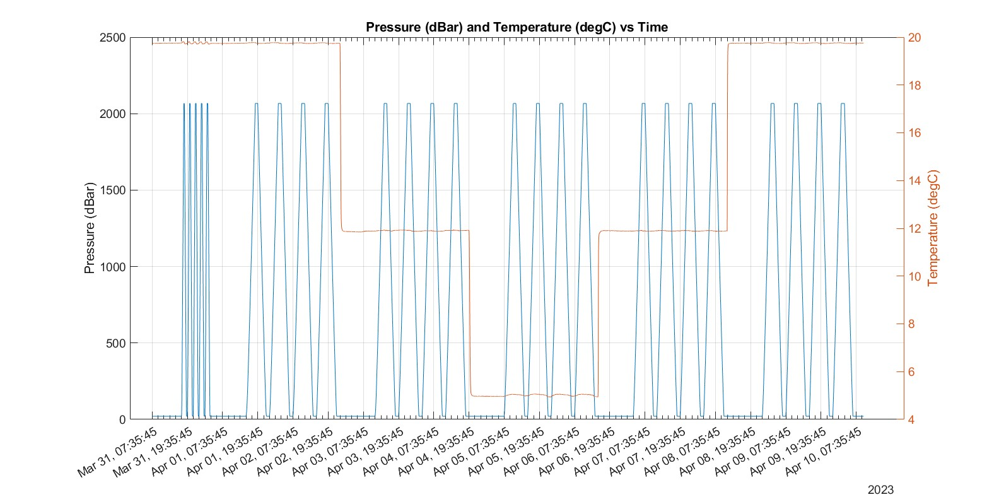 Pressure (dBar) and Temperature (degC) vs Time
2500
2000
1500
1000
500
0
Pressure (dBar)
20
18
16
14
12
10
8
6
4
Temperature (degC)
Mar 31, 07:35:45
Mar 31, 19:35:45
Apr 01, 07:35:45
Apr 01, 19:35:45
Apr 02, 07:35:45
Apr 02, 19:35:45
Apr 03, 07:35:45
Apr 03, 19:35:45
Apr 04, 07:35:45
Apr 04, 19:35:45
Apr 05, 07:35:45
Apr 05, 19:35:45
Apr 06, 07:35:45
Apr 06, 19:35:45
Apr 07, 07:35:45
Apr 07, 19:35:45
Apr 08, 07:35:45
Apr 08, 19:35:45
Apr 09, 07:35:45
Apr 09, 19:35:45
Apr 10, 07:35:45
2023